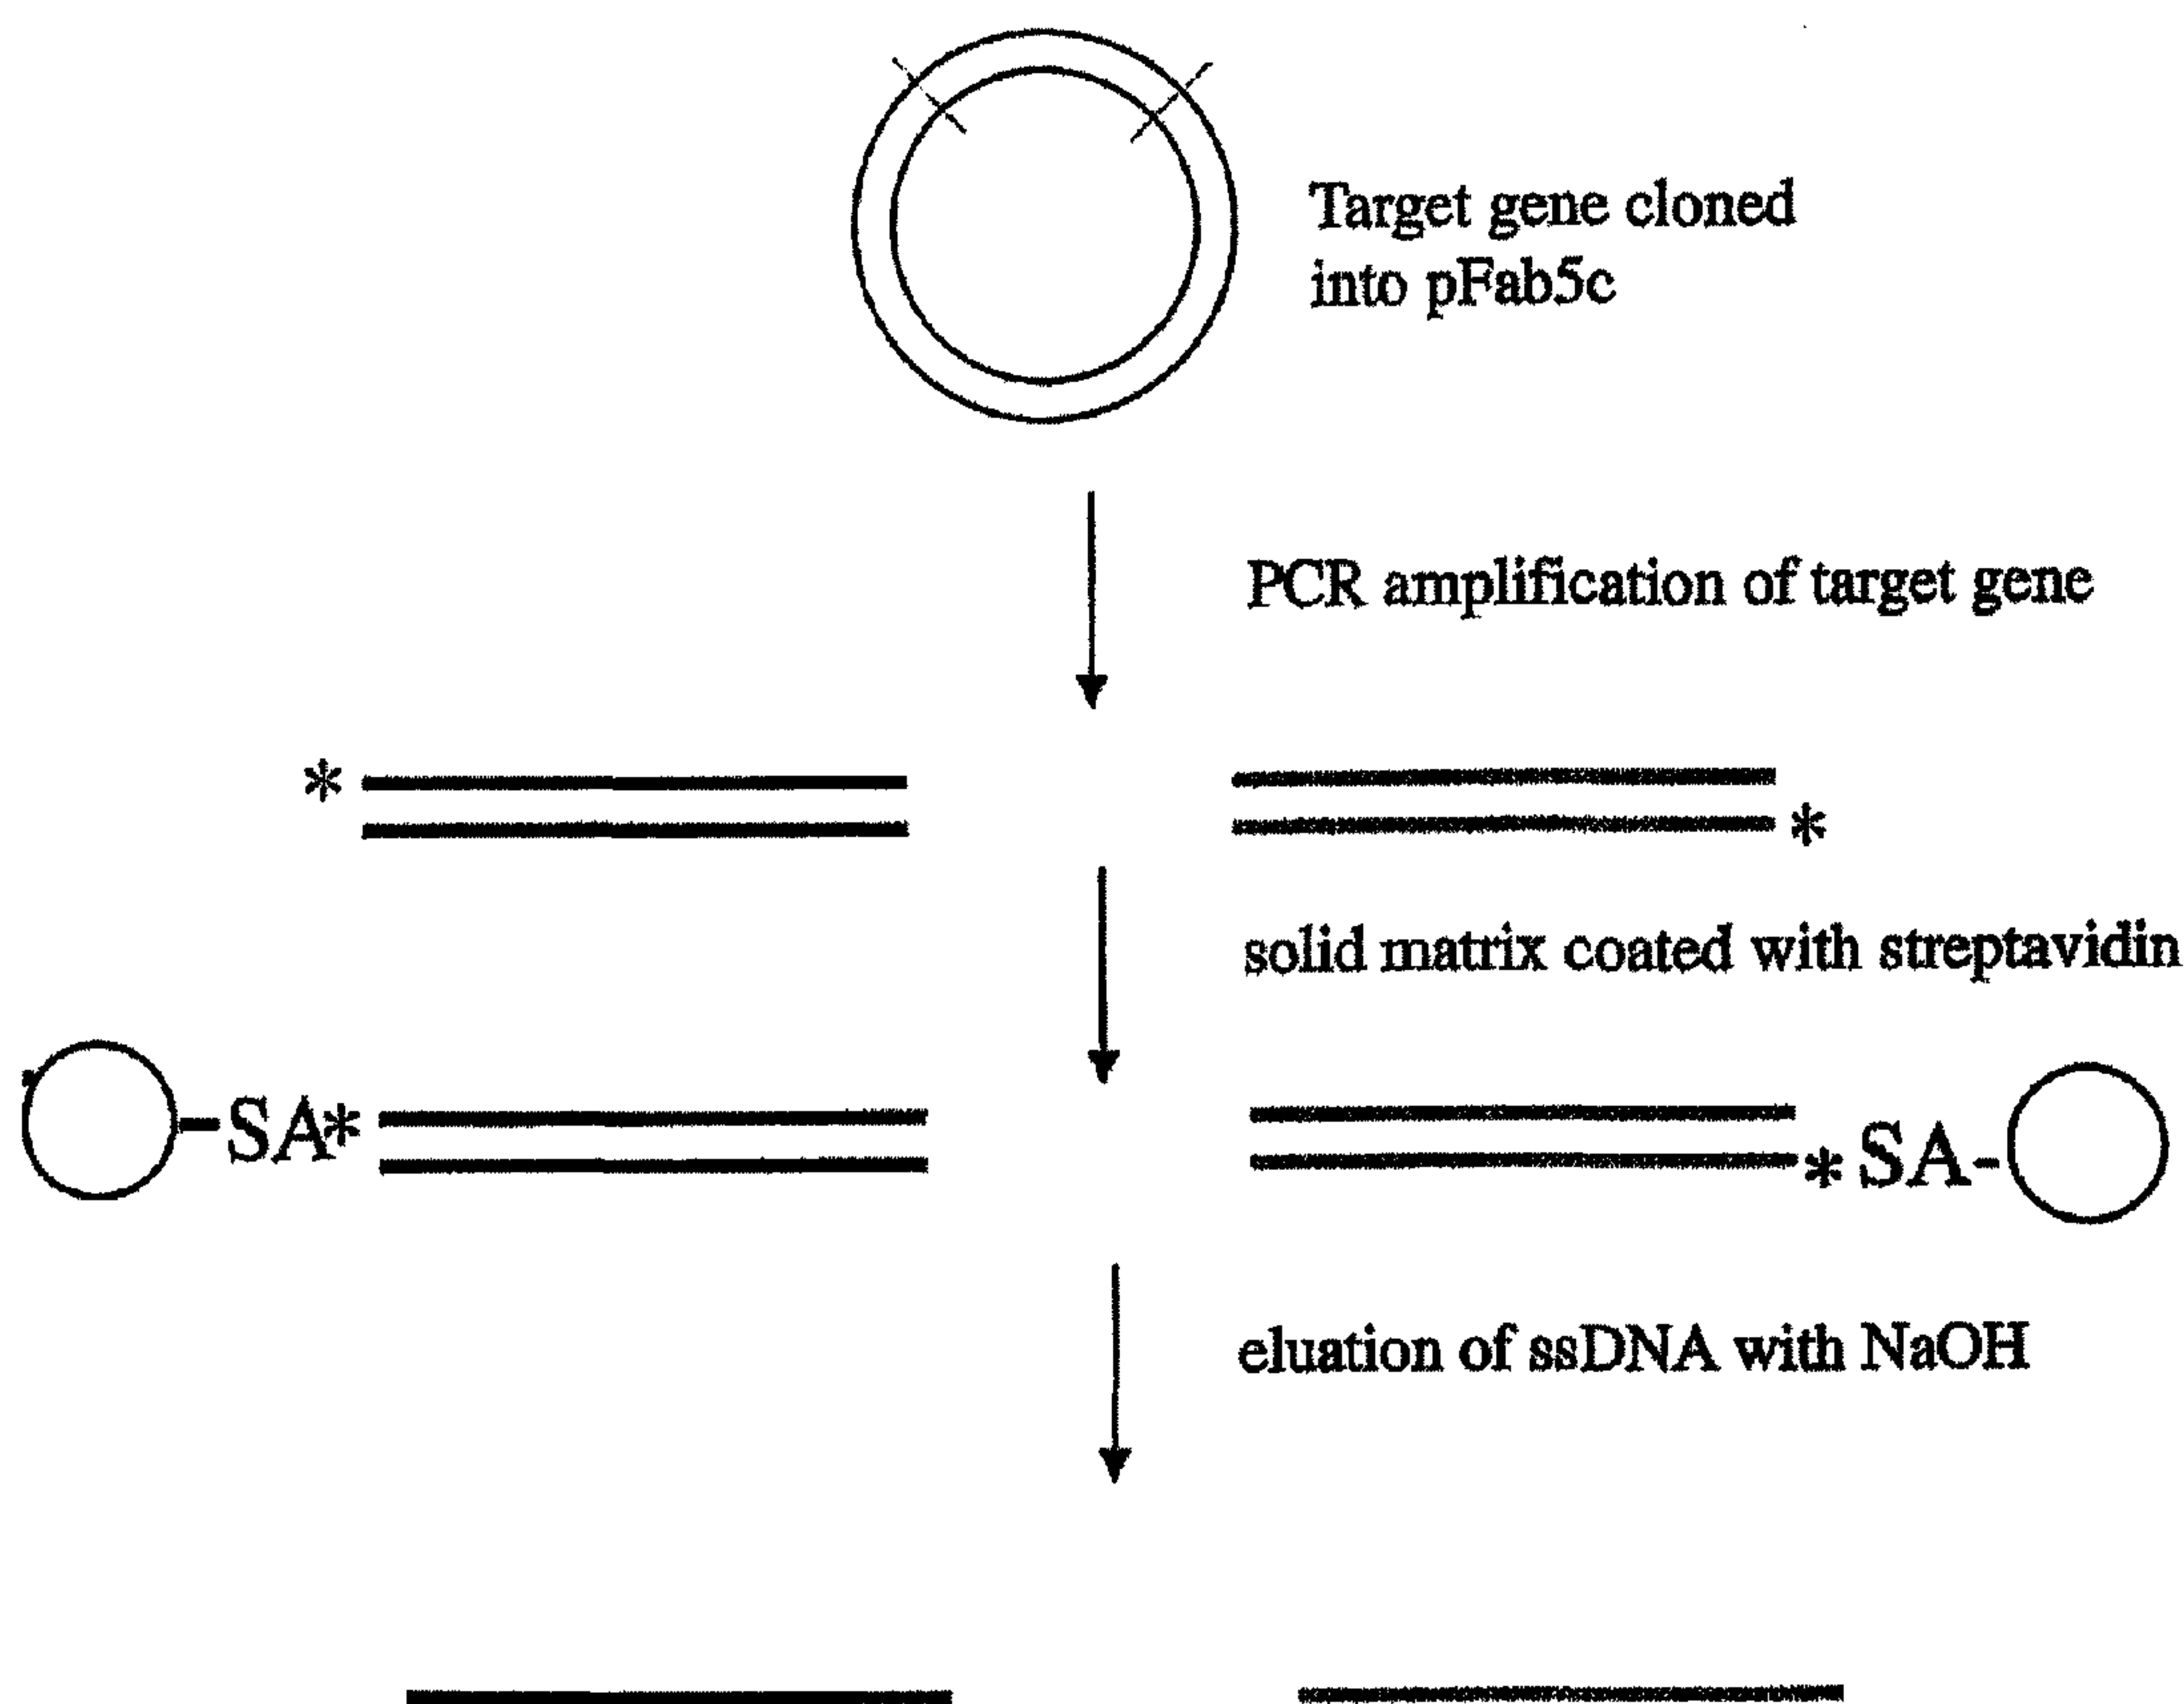 Target gene cloned
into pFab5c
PCR amplification of target gene
*
*
solid matrix coated with streptavidin
-SA*
* SA-
eluation of ssDNA with NaOH